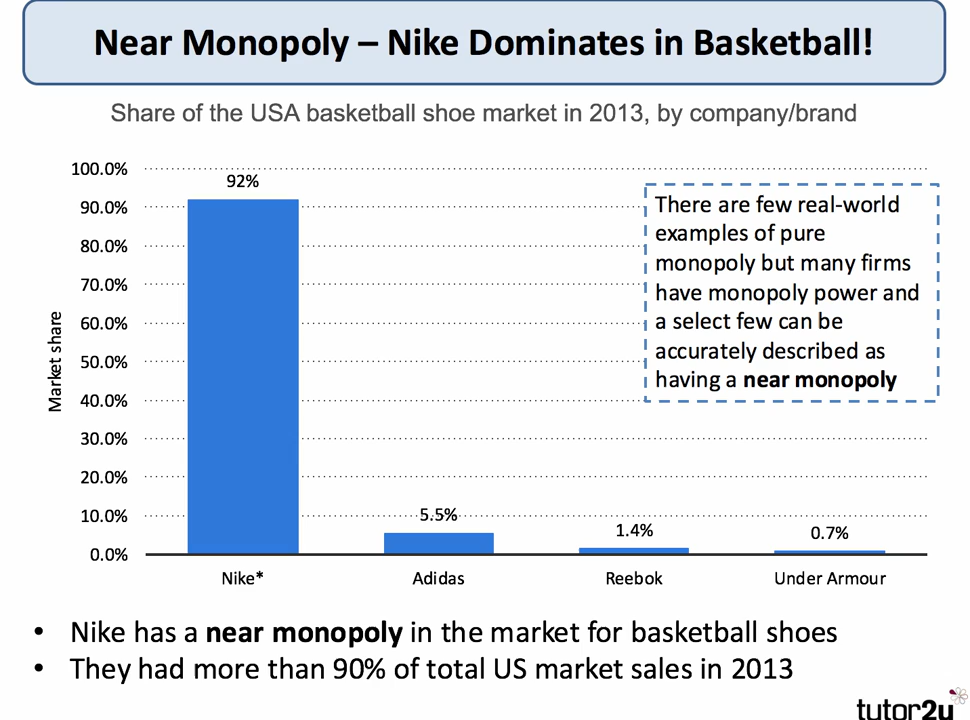 Near Monopoly – Nike Dominates in Basketball!
Share of the USA basketball shoe market in 2013, by company/brand
Market share
100.0%
90.0%
80.0%
70.0%
60.0%
50.0%
40.0%
30.0%
20.0%
10.0%
0.0%
92%
5.5%
1.4%
0.7%
Nike*
Adidas
Reebok
Under Armour
There are few real-world
examples of pure
monopoly but many firms
have monopoly power and
a select few can be
accurately described as
having a near monopoly
• Nike has a near monopoly in the market for basketball shoes
• They had more than 90% of total US market sales in 2013
tutor2u